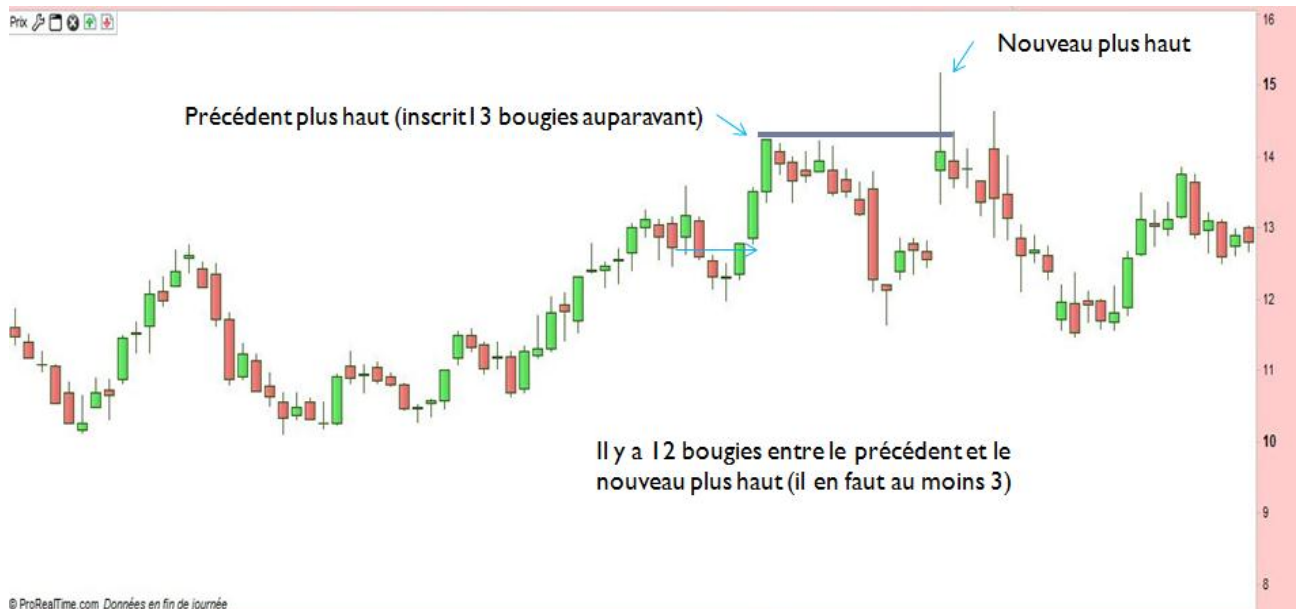 Prix
Nouveau plus haut
Précédent plus haut (inscrit13 bougies auparavant)
Il y a 12 bougies entre le précédent et le
nouveau plus haut (il en faut au moins 3)
16
15
14
13
12
11
10
9
8
© ProRealTime.com Données en fin de journée